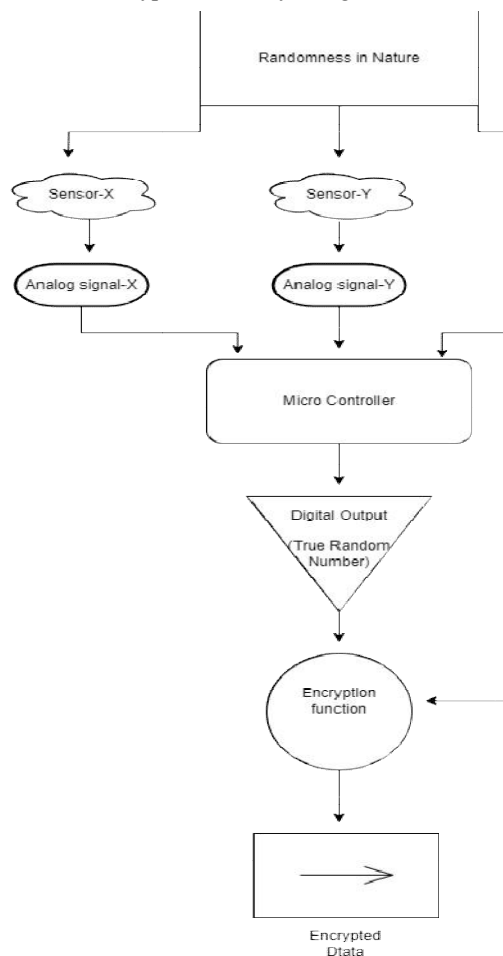 Randomness in Nature
Sensor-X
Sensor-Y
Analog signal-X
Analog signal-Y
Micro Controller
Digital Output
(True Random
Number)
Encryption
function
Encrypted
Dtata